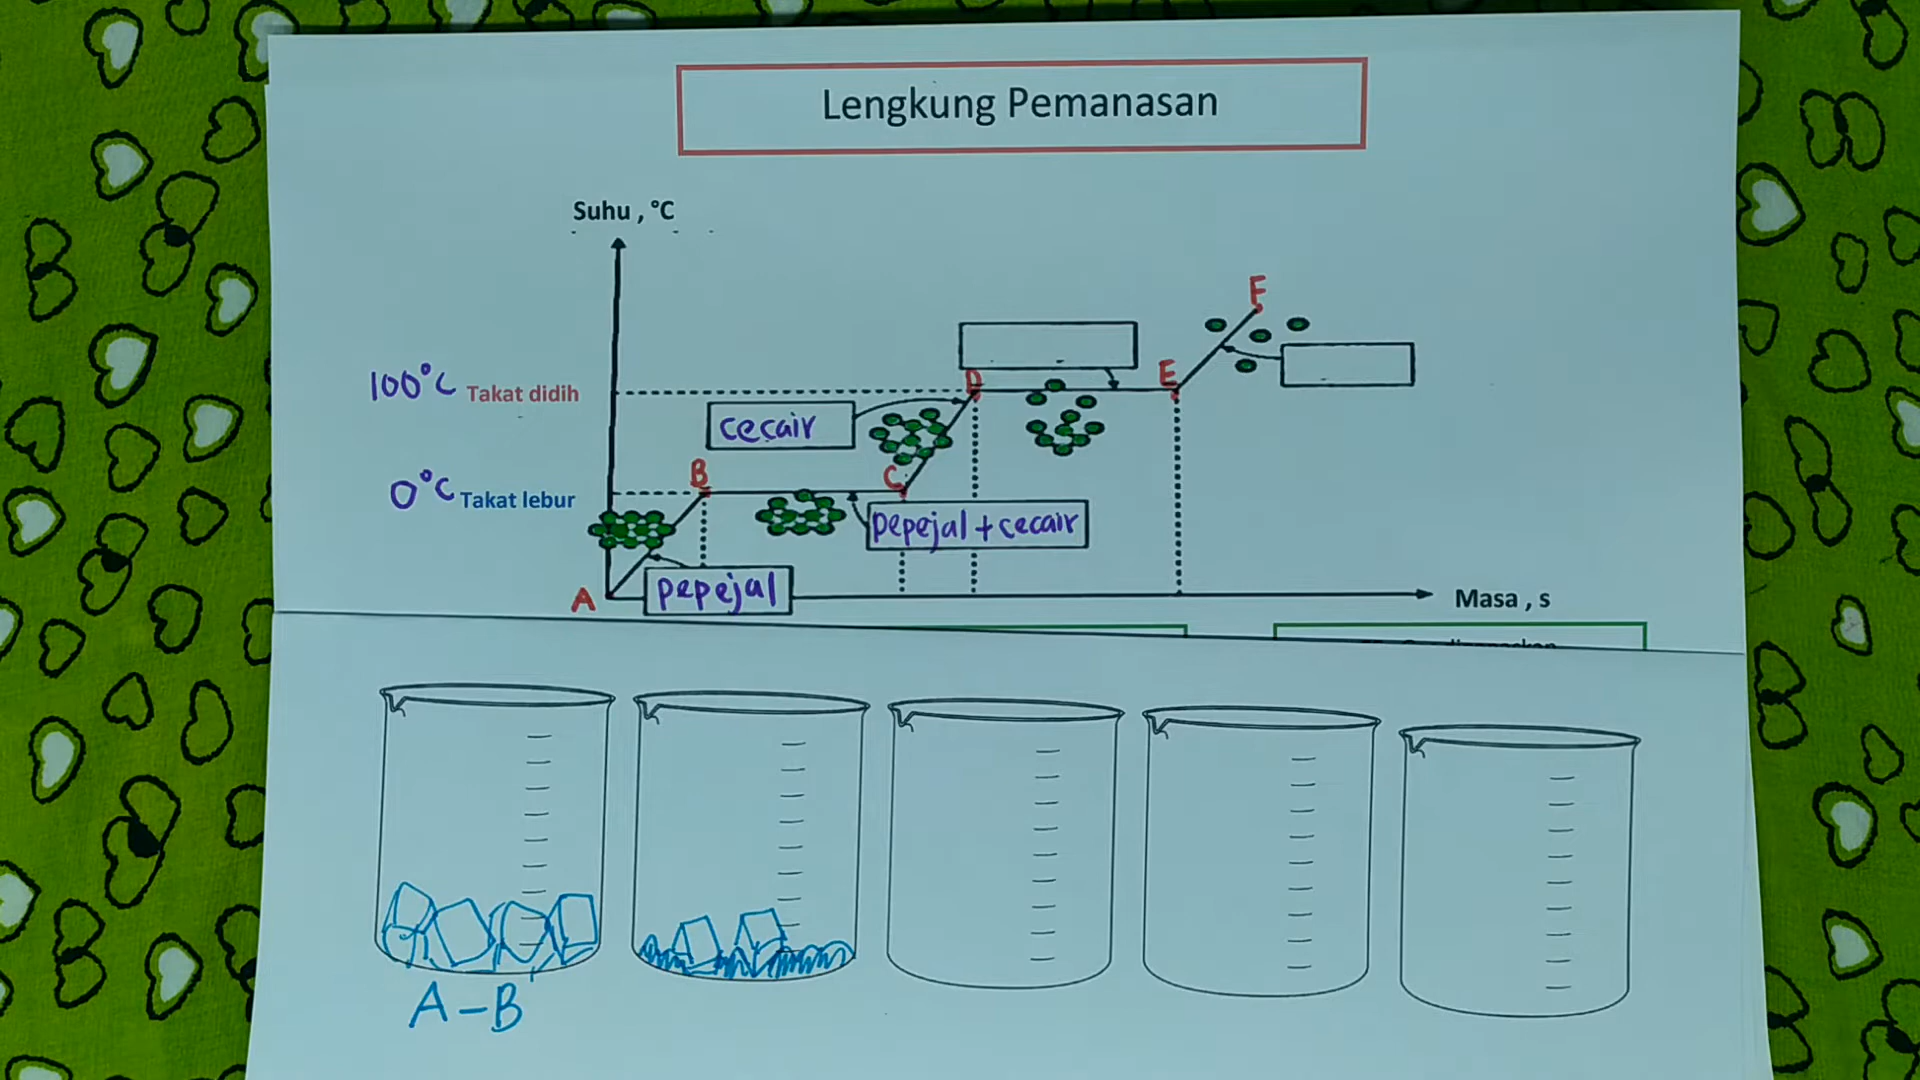 Lengkung Pemanasan
Suhu , °C
F
100°C Takat didih
D
E
cecair
B
C
0°C Takat lebur
pepejal + cecair
A
pepejal
Masa , s
A-B